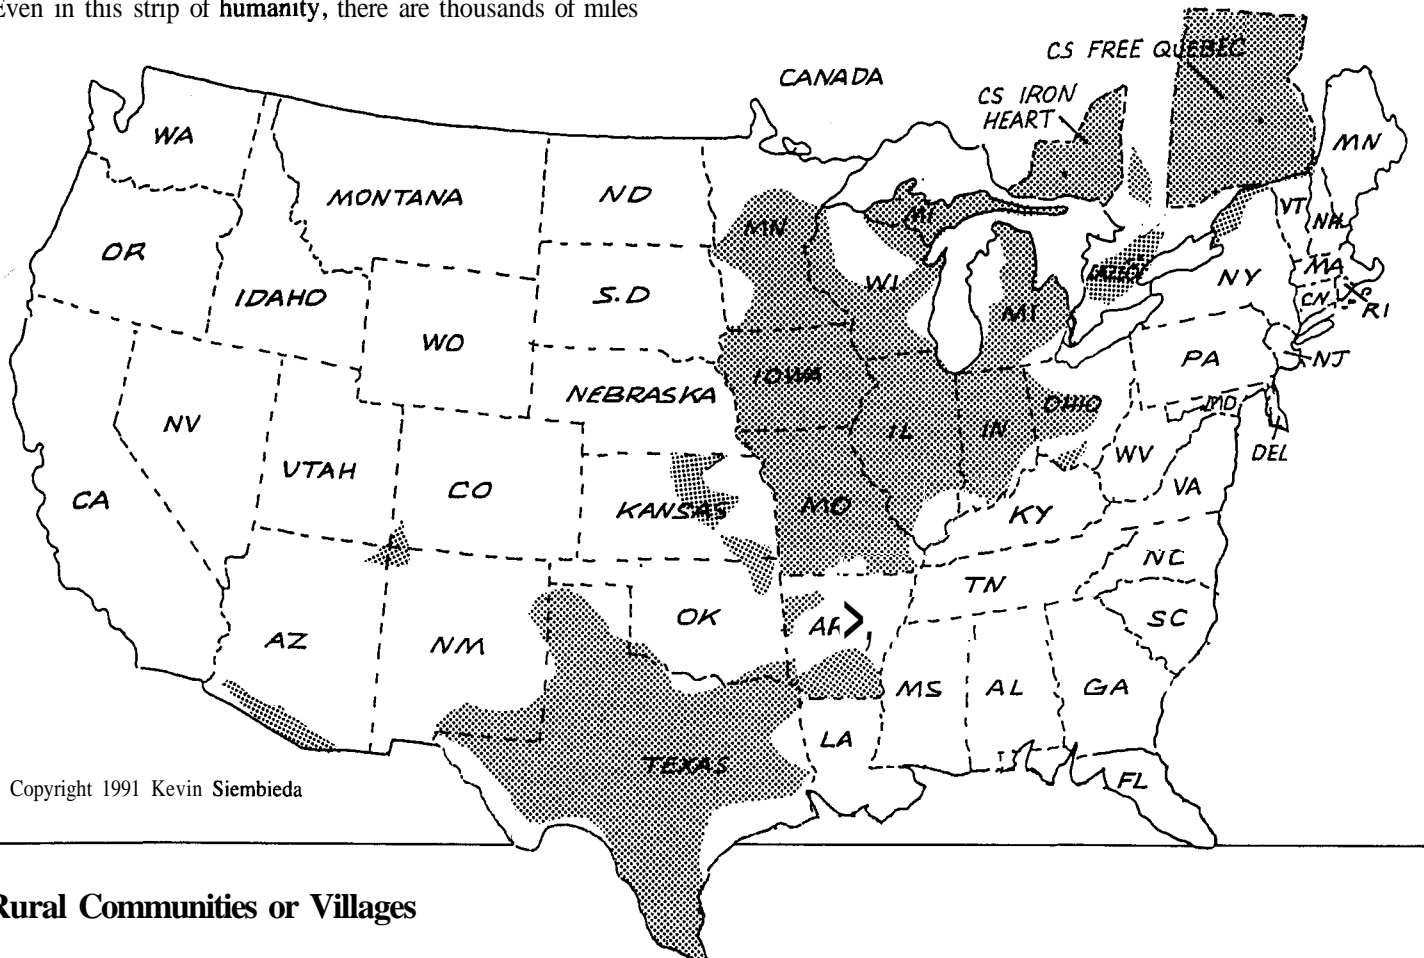 Even in this strip of humanity, there are thousands of miles
CS FREE QUEBEC
CANADA
CS IRON
HEART
WA
MONTANA
ND
MN
MI
VT
NH
MN
OR
IDAHO
S.D
WI
MI
NY
MA
CN
RI
WO
NEBRASKA
IOWA
OHIO
PA
NJ
MD
DEL
NV
UTAH
CO
KANSAS
MO
IL
IN
WV
VA
KY
CA
NC
TN
SC
AZ
NM
OK
MS
AL
GA
LA
TEXAS
FL
Copyright 1991 Kevin Siembieda
Rural Communities or Villages